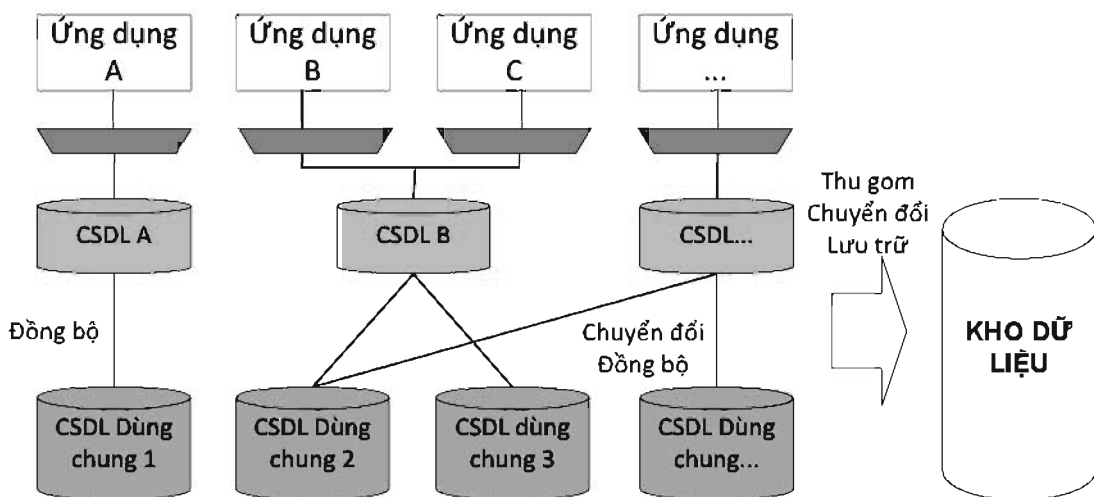 Ứng dụng
A
Ứng dụng
B
Ứng dụng
C
Ứng dụng
...
CSDL A
CSDL B
CSDL...
Thu gom
Chuyển đổi
Lưu trữ
Đồng bộ
Chuyển đổi
Đồng bộ
KHO DỮ
LIỆU
CSDL Dùng
chung 1
CSDL Dùng
chung 2
CSDL dùng
chung 3
CSDL Dùng
chung...